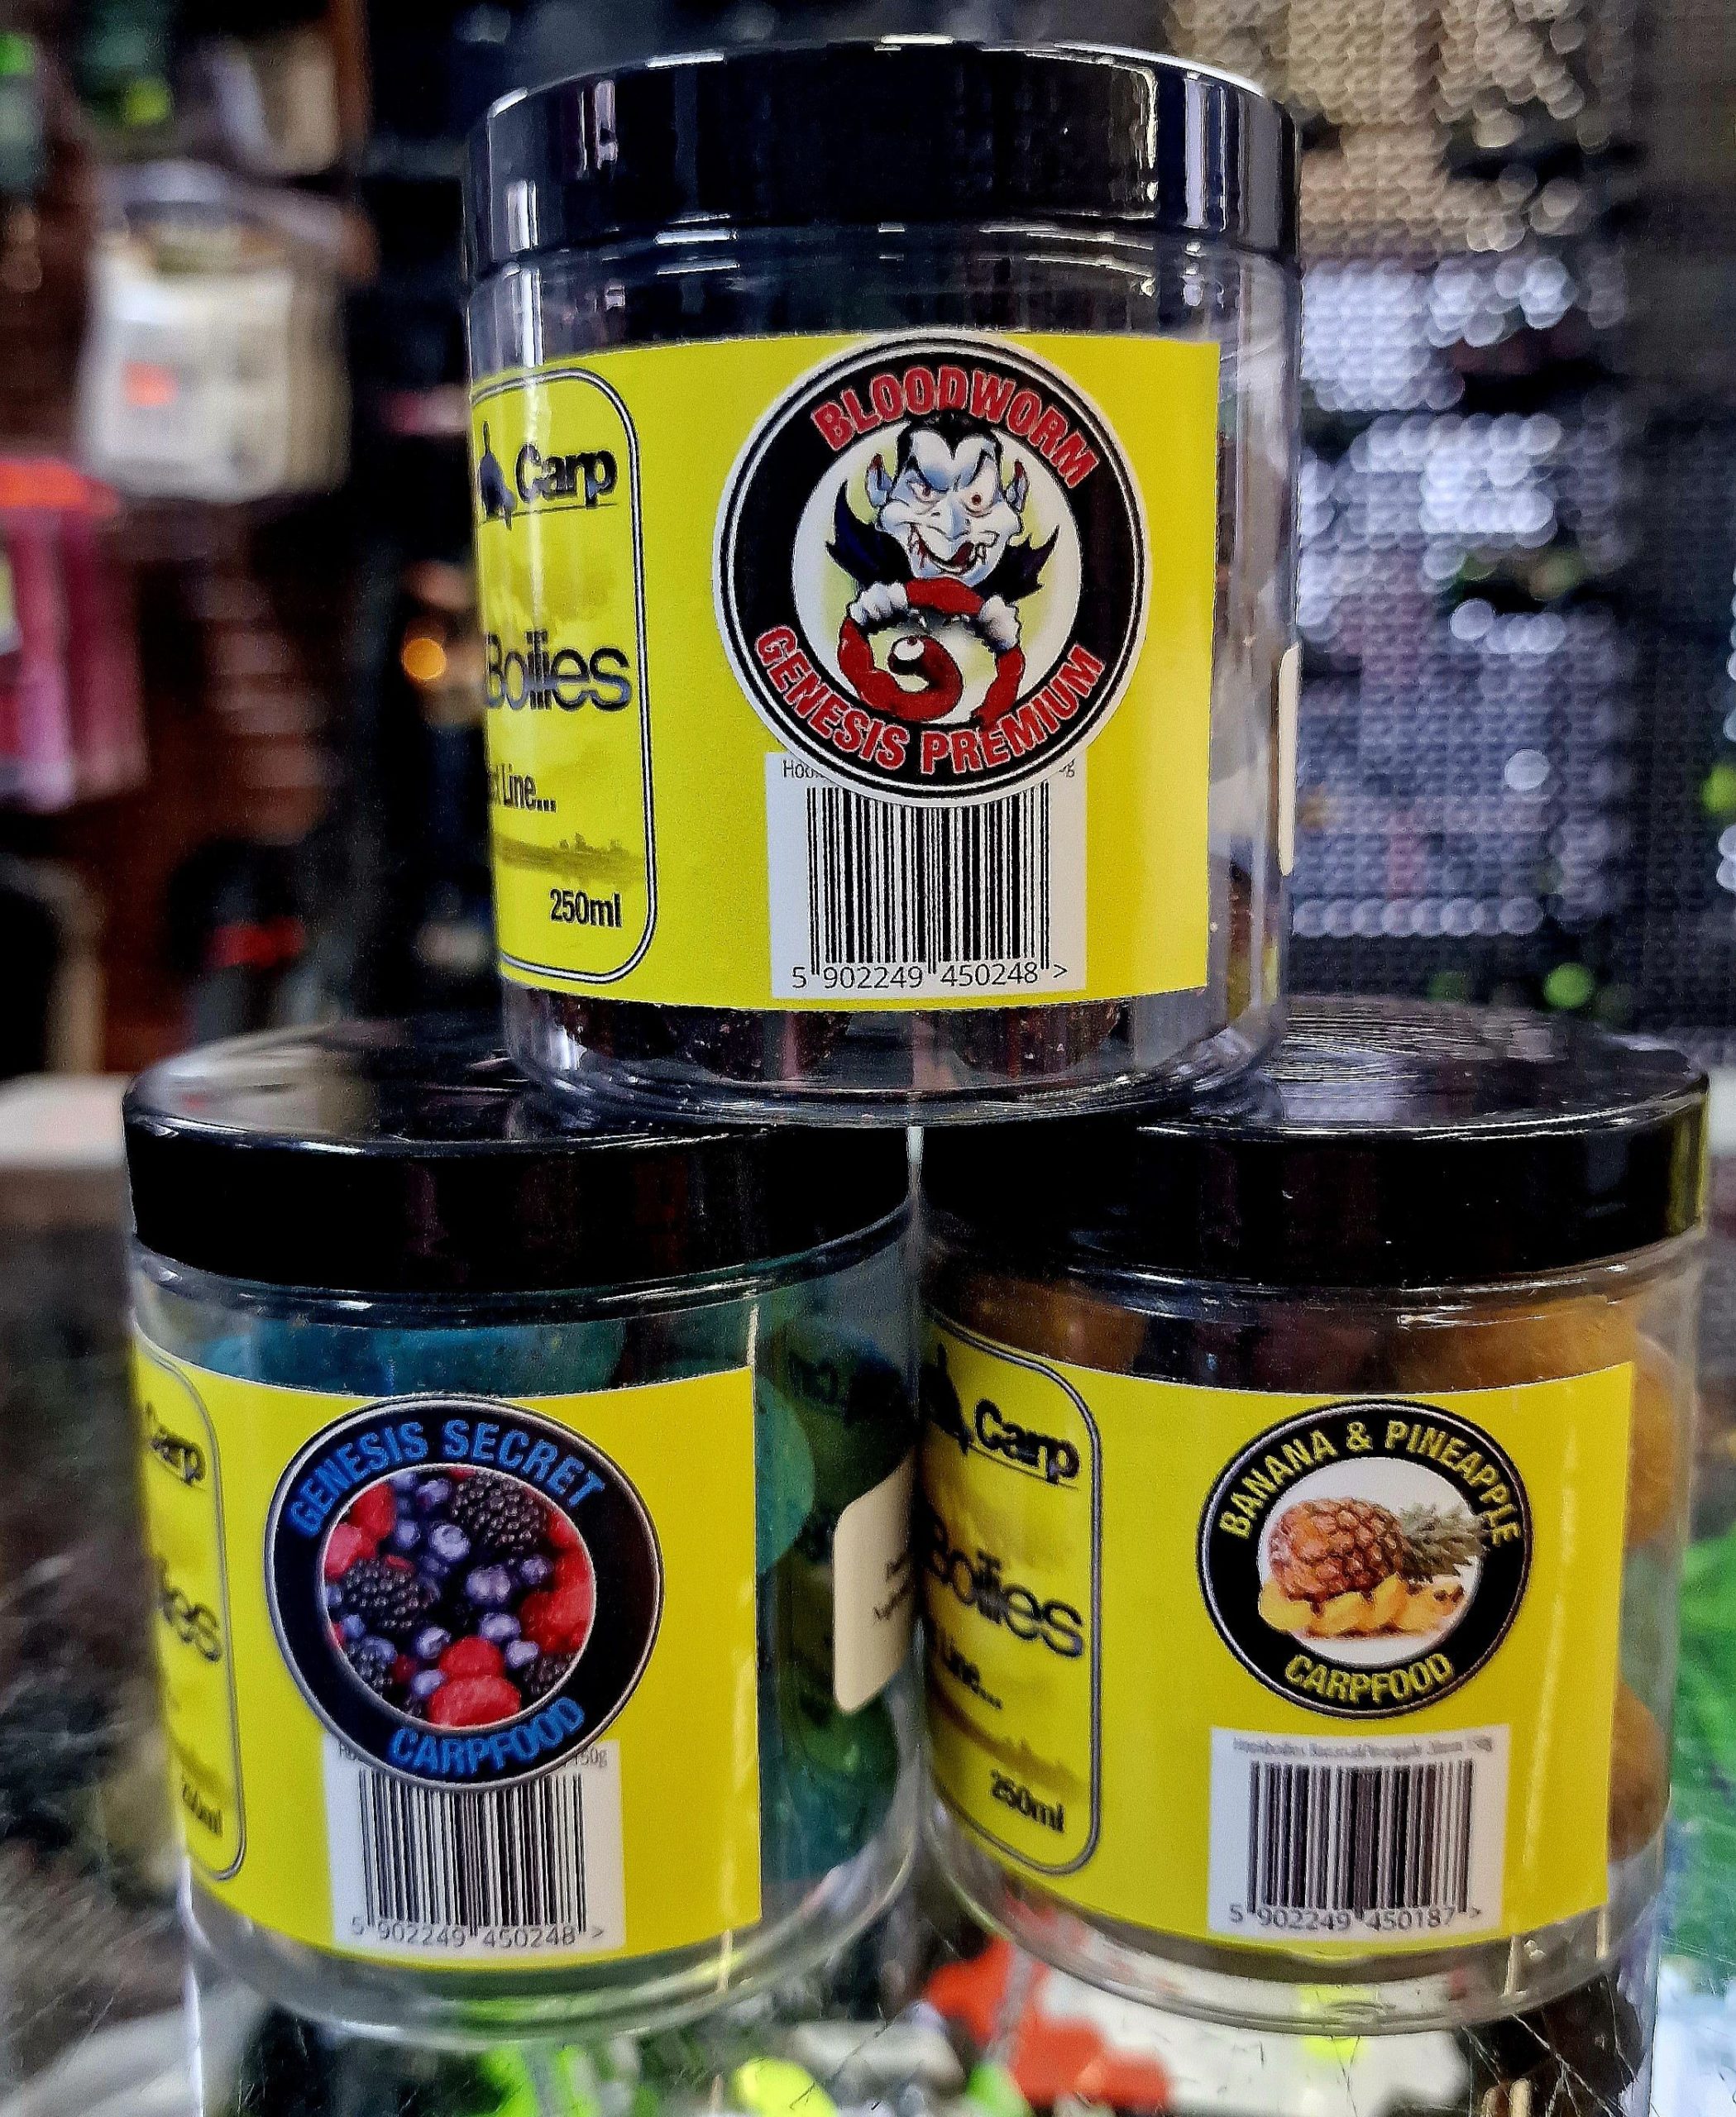 BLOODWORM
GENESIS PREMIUM
Carp
Boilies
Line...
250ml
5 902249 450248 >
GENESIS SECRET
CARPFOOD
Carp
150g
5 902249 450248 >
BANANA & PINEAPPLE
CARPFOOD
Carp
Boilies
Line...
250ml
5 902249 450187 >